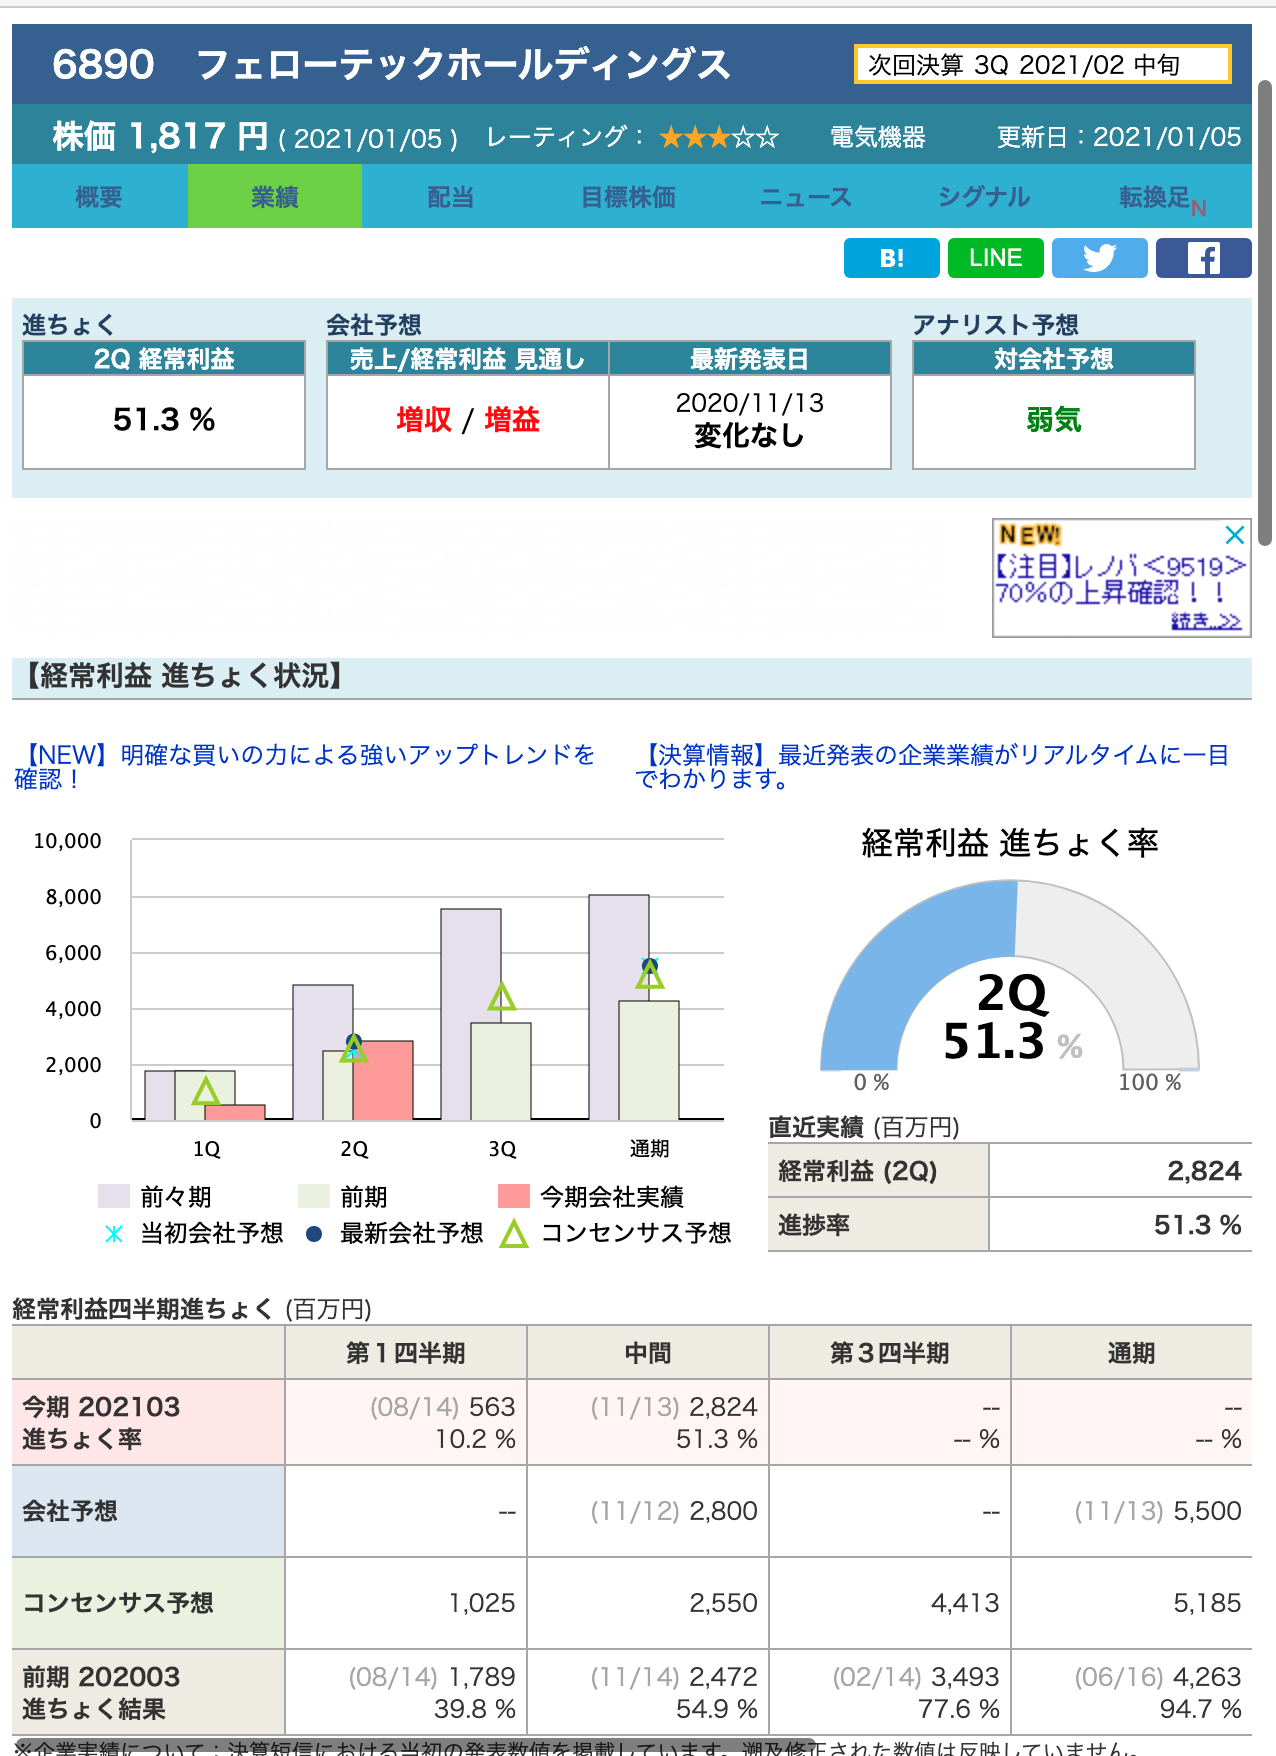 6890　フェローテックホールディングス
次回決算 3Q 2021/02 中旬
株価 1,817 円 ( 2021/01/05 )　レーティング： ★★★☆☆　電気機器　更新日：2021/01/05
概要　業績　配当　目標株価　ニュース　シグナル　転換足N
B!　LINE
進ちょく　会社予想　アナリスト予想
2Q 経常利益　売上/経常利益 見通し　最新発表日　対会社予想
51.3 %　増収 / 増益　2020/11/13　弱気
変化なし
NEW!
【注目】レノバ<9519>
70%の上昇確認！！
続き..>>
【経常利益 進ちょく状況】
【NEW】明確な買いの力による強いアップトレンドを
確認！
【決算情報】最近発表の企業業績がリアルタイムに一目
でわかります。
10,000
8,000
6,000
4,000
2,000
0
1Q　2Q　3Q　通期
前々期　前期　今期会社実績
当初会社予想　最新会社予想　コンセンサス予想
経常利益 進ちょく率
2Q
51.3 %
0 %　100 %
直近実績 (百万円)
経常利益 (2Q)　2,824
進捗率　51.3 %
経常利益四半期進ちょく (百万円)
第１四半期　中間　第３四半期　通期
今期 202103　(08/14) 563　(11/13) 2,824　--　--
進ちょく率　10.2 %　51.3 %　-- %　-- %
会社予想　--　(11/12) 2,800　--　(11/13) 5,500
コンセンサス予想　1,025　2,550　4,413　5,185
前期 202003　(08/14) 1,789　(11/14) 2,472　(02/14) 3,493　(06/16) 4,263
進ちょく結果　39.8 %　54.9 %　77.6 %　94.7 %
※企業実績について：決算短信における当初の発表数値を掲載しています。遡及修正された数値は反映していません。